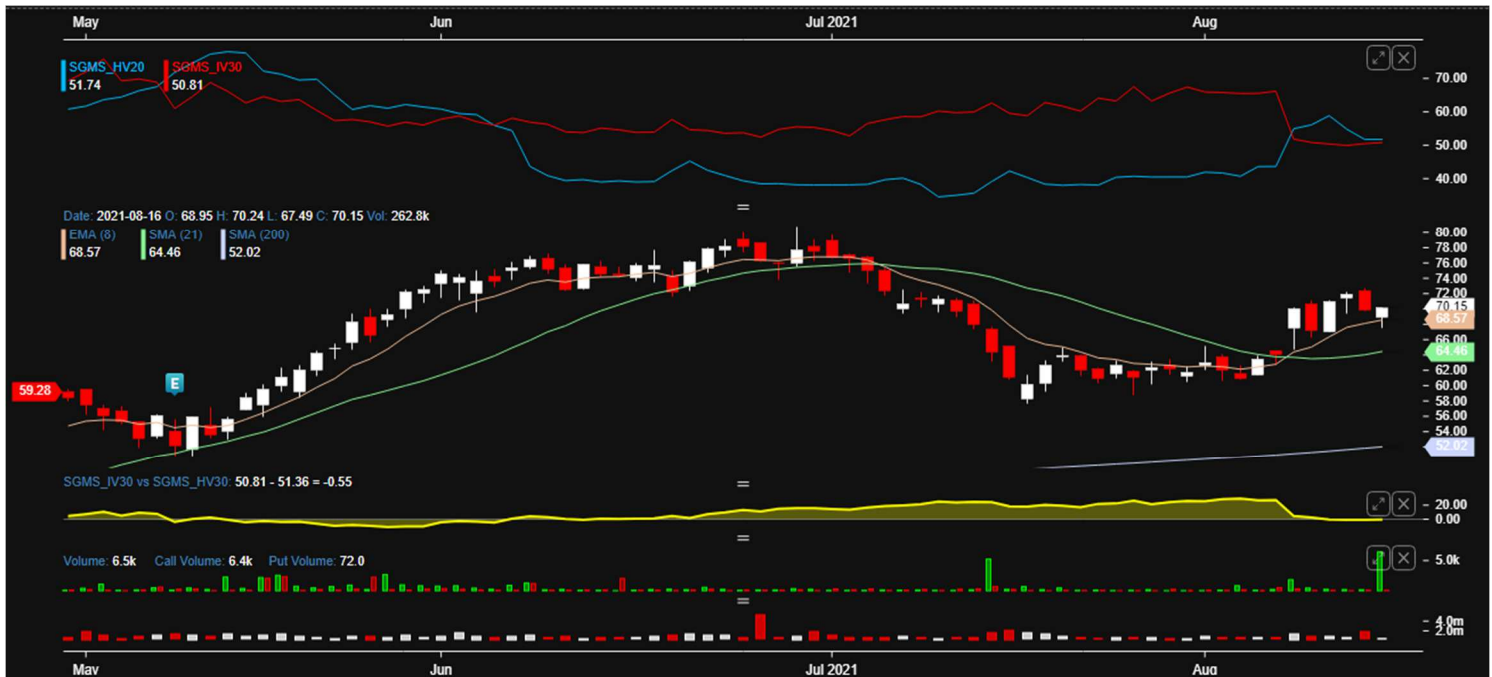 May Jun Jul 2021 Aug
SGMS_HV20 SGMS_IV30
51.74 50.81
70.00
60.00
50.00
40.00
Date: 2021-08-16 O: 68.95 H: 70.24 L: 67.49 C: 70.15 Vol: 262.8k
EMA (8) SMA (21) SMA (200)
68.57 64.46 52.02
80.00
78.00
76.00
74.00
72.00
70.15
68.57
66.00
64.46
62.00
60.00
59.28
E
58.00
56.00
54.00
52.02
SGMS_IV30 vs SGMS_HV30: 50.81 - 51.36 = -0.55
20.00
0.00
Volume: 6.5k Call Volume: 6.4k Put Volume: 72.0
5.0k
4.0m
2.0m
May Jun Jul 2021 Aug